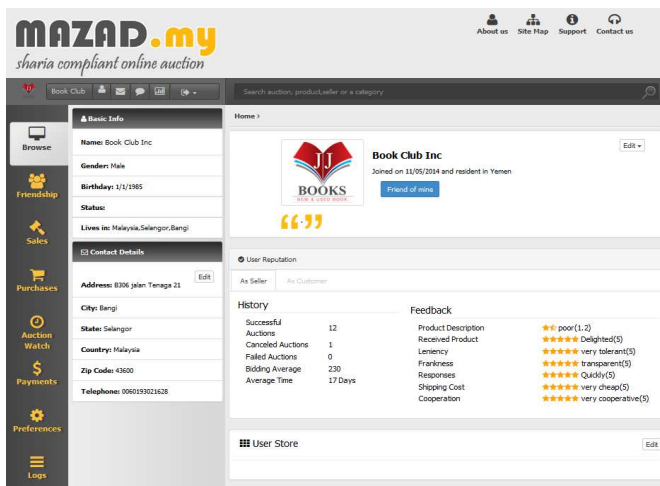 MAZAD.my
sharia compliant online auction
About us Site Map Support Contact us
Book Club
Search auction, product,seller or a category
Browse
Friendship
Sales
Purchases
Auction
Watch
Payments
Preferences
Logs
Basic Info
Name: Book Club Inc
Gender: Male
Birthday: 1/1/1985
Status:
Lives in: Malaysia,Selangor,Bangi
Contact Details
Edit
Address: B306 jalan Tenaga 21
City: Bangi
State: Selangor
Country: Malaysia
Zip Code: 43600
Telephone: 0060193021628
Home ›
JJ
BOOKS
NEW & USED BOOK
Edit
Book Club Inc
Joined on 11/05/2014 and resident in Yemen
Friend of mine
“.”
User Reputation
As Seller As Customer
History
Successful
Auctions 12
Canceled Auctions 1
Failed Auctions 0
Bidding Average 230
Average Time 17 Days
Feedback
Product Description poor(1.2)
Received Product Delighted(5)
Leniency very tolerant(5)
Frankness transparent(5)
Responses Quickly(5)
Shipping Cost very cheap(5)
Cooperation very cooperative(5)
User Store
Edit